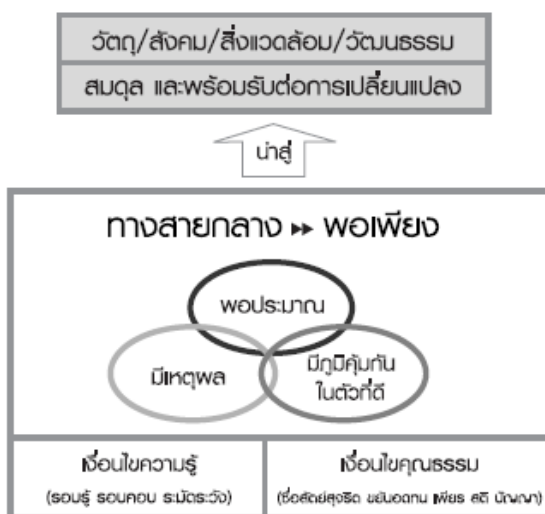 วัตถุ/สังคม/สิ่งแวดล้อม/วัฒนธรรม
สมดุล และพร้อมรับต่อการเปลี่ยนแปลง
นำสู่
ทางสายกลาง ▸▸ พอเพียง
พอประมาณ
มีเหตุผล
มีภูมิคุ้มกัน
ในตัวที่ดี
เงื่อนไขความรู้
(รอบรู้ รอบคอบ ระมัดระวัง)
เงื่อนไขคุณธรรม
(ซื่อสัตย์สุจริต ขยันอดทน เพียร สติ ปัญญา)